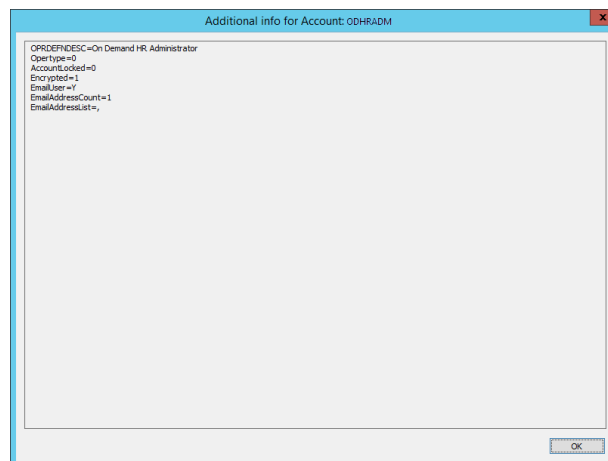 Additional info for Account: ODHRADM
x
OPRDEFNDESC=On Demand HR Administrator
Opertype=0
AccountLocked=0
Encrypted=1
EmailUser=Y
EmailAddressCount=1
EmailAddressList=,
OK